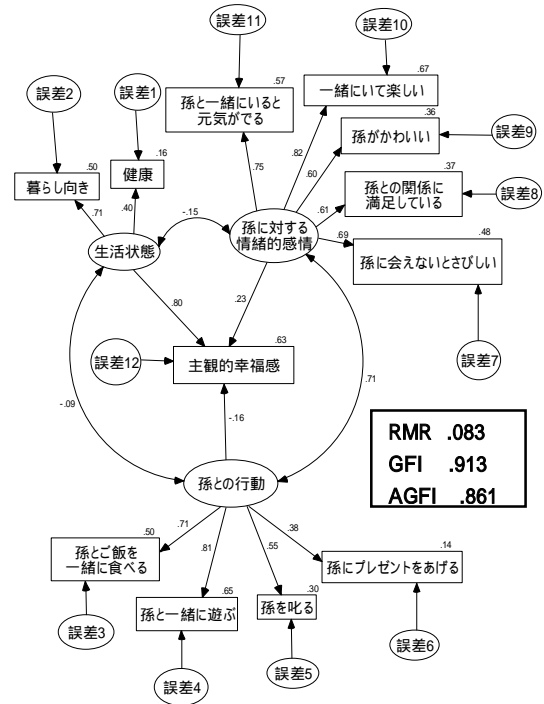 誤差11
誤差10
誤差2
誤差1
.57
孫と一緒にいると
元気がでる
.67
一緒にいて楽しい
.36
孫がかわいい
誤差9
.50
暮らし向き
.16
健康
.37
孫との関係に
満足している
誤差8
.75
.82
.60
.71
.40
-.15
.61
.69
.48
孫に会えないとさびしい
生活状態
孫に対する
情緒的感情
.80
.23
.63
誤差12
主観的幸福感
誤差7
-.09
-.16
.71
RMR .083
GFI .913
AGFI .861
孫との行動
.50
孫とご飯を
一緒に食べる
.71
.81
.55
.38
.14
孫にプレゼントをあげる
.65
孫と一緒に遊ぶ
.30
孫を叱る
誤差3
誤差4
誤差5
誤差6